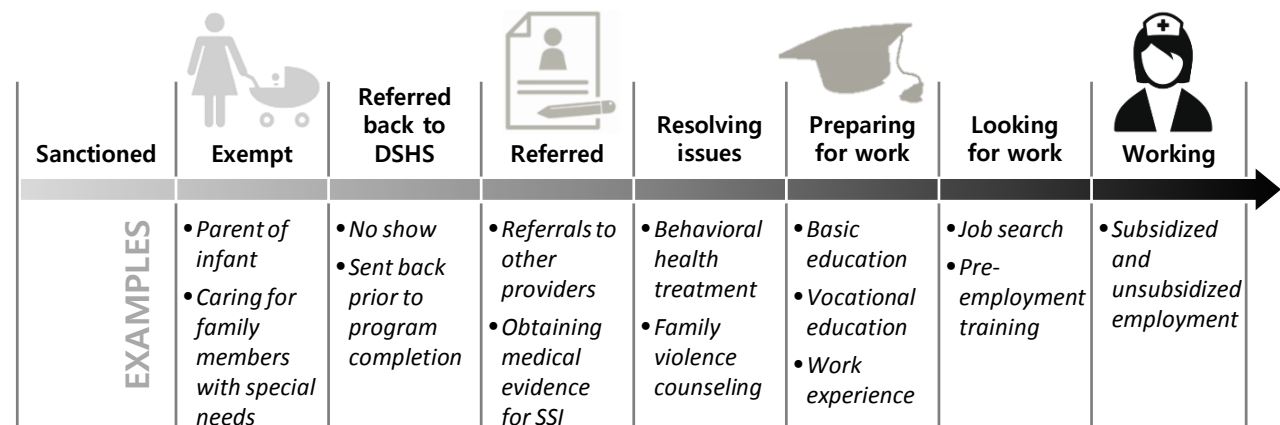 Sanctioned
Exempt
Referred
back to
DSHS
Referred
Resolving
issues
Preparing
for work
Looking
for work
Working
EXAMPLES
• Parent of
infant
• Caring for
family
members
with special
needs
• No show
• Sent back
prior to
program
completion
• Referrals to
other
providers
• Obtaining
medical
evidence
for SSI
• Behavioral
health
treatment
• Family
violence
counseling
• Basic
education
• Vocational
education
• Work
experience
• Job search
• Pre-
employment
training
• Subsidized
and
unsubsidized
employment